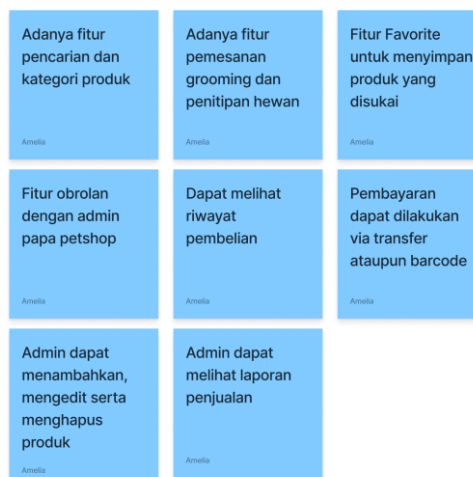 Adanya fitur
pencarian dan
kategori produk
Amelia
Adanya fitur
pemesanan
grooming dan
penitipan hewan
Amelia
Fitur Favorite
untuk menyimpan
produk yang
disukai
Amelia
Fitur obrolan
dengan admin
papa petshop
Amelia
Dapat melihat
riwayat
pembelian
Amelia
Pembayaran
dapat dilakukan
via transfer
ataupun barcode
Amelia
Admin dapat
menambahkan,
mengedit serta
menghapus
produk
Amelia
Admin dapat
melihat laporan
penjualan
Amelia